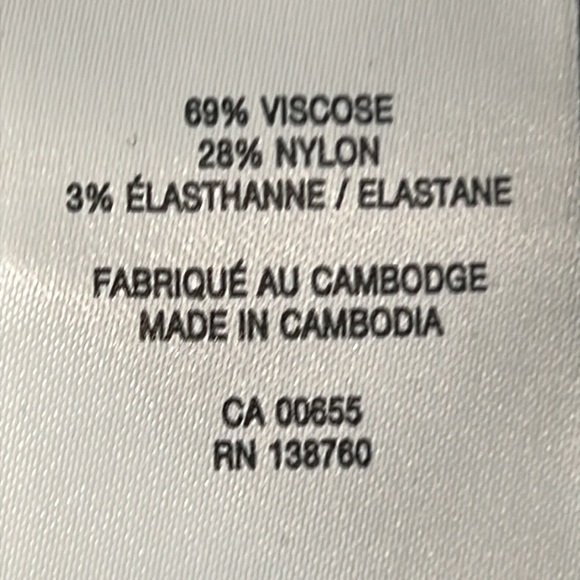 69% VISCOSE
28% NYLON
3% ÉLASTHANNE / ELASTANE
FABRIQUÉ AU CAMBODGE
MADE IN CAMBODIA
CA 00655
RN 138760